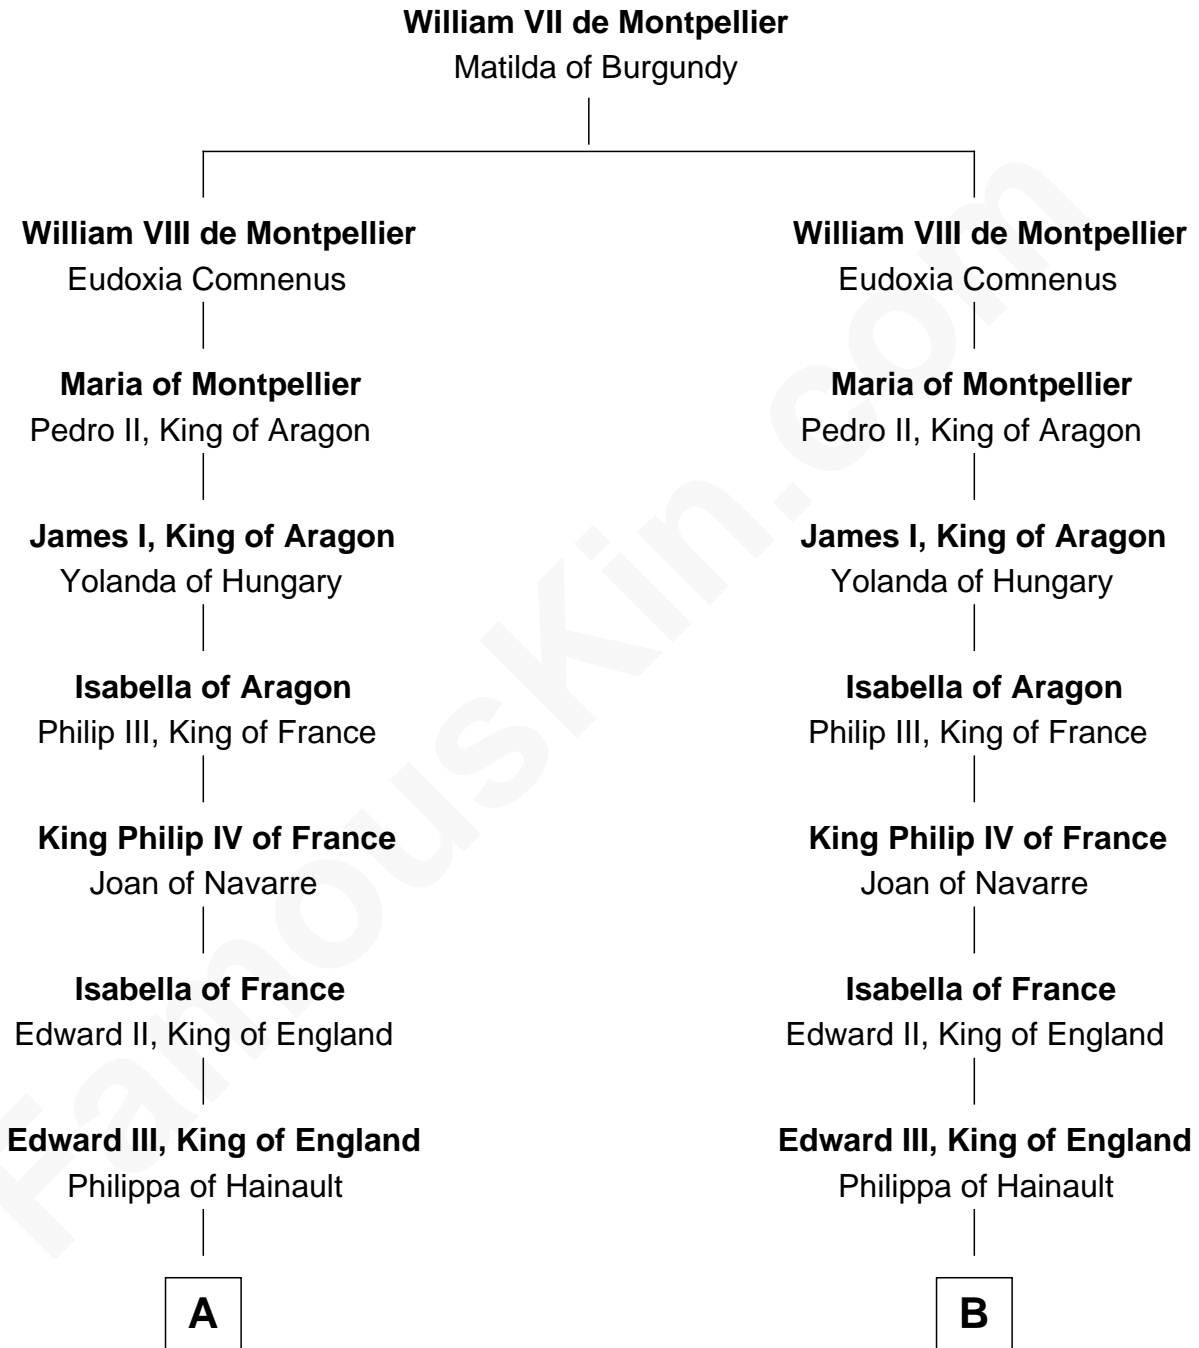 William VII de Montpellier
Matilda of Burgundy
William VIII de Montpellier
Eudoxia Comnenus
William VIII de Montpellier
Eudoxia Comnenus
Maria of Montpellier
Pedro II, King of Aragon
Maria of Montpellier
Pedro II, King of Aragon
James I, King of Aragon
Yolanda of Hungary
James I, King of Aragon
Yolanda of Hungary
Isabella of Aragon
Philip III, King of France
Isabella of Aragon
Philip III, King of France
King Philip IV of France
Joan of Navarre
King Philip IV of France
Joan of Navarre
Isabella of France
Edward II, King of England
Isabella of France
Edward II, King of England
Edward III, King of England
Philippa of Hainault
Edward III, King of England
Philippa of Hainault
A
B
FamousKin.com